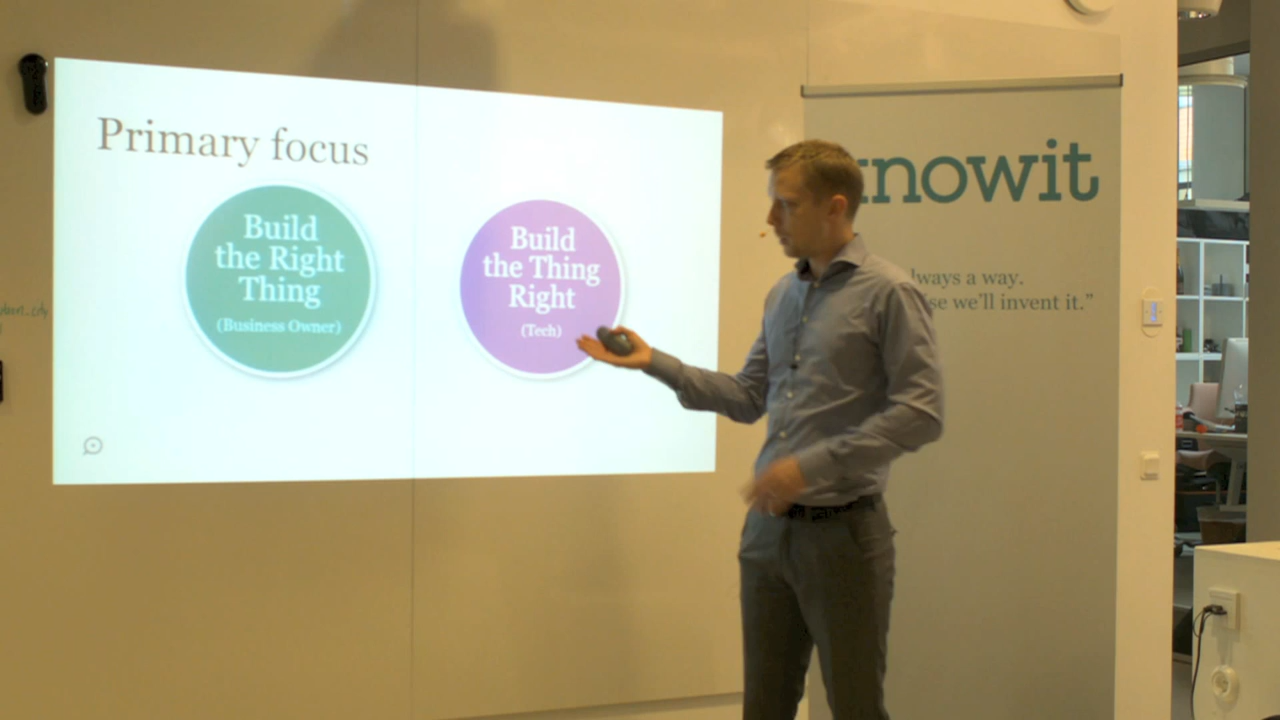 Primary focus
Build
the Right
Thing
(Business Owner)
Build
the Thing
Right
(Tech)
nowit
lways a way.
se we'll invent it.”